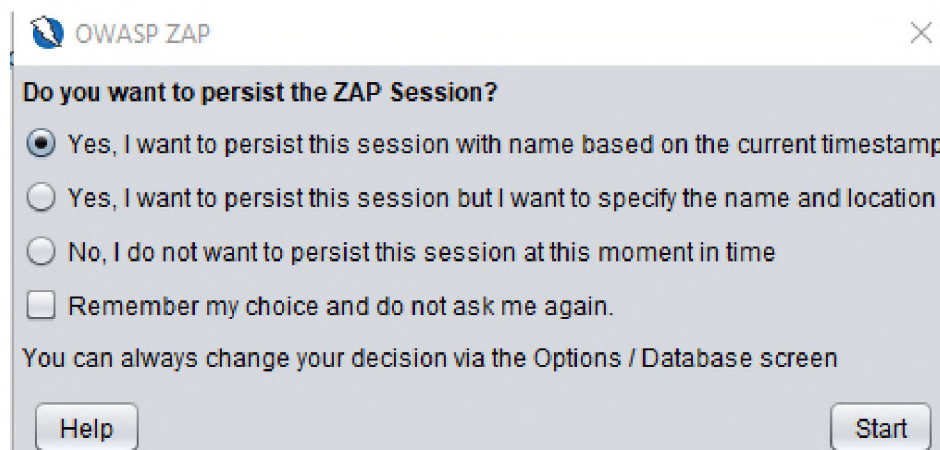 OWASP ZAP
Do you want to persist the ZAP Session?
Yes, I want to persist this session with name based on the current timestamp
Yes, I want to persist this session but I want to specify the name and location
No, I do not want to persist this session at this moment in time
Remember my choice and do not ask me again.
You can always change your decision via the Options / Database screen
Help Start